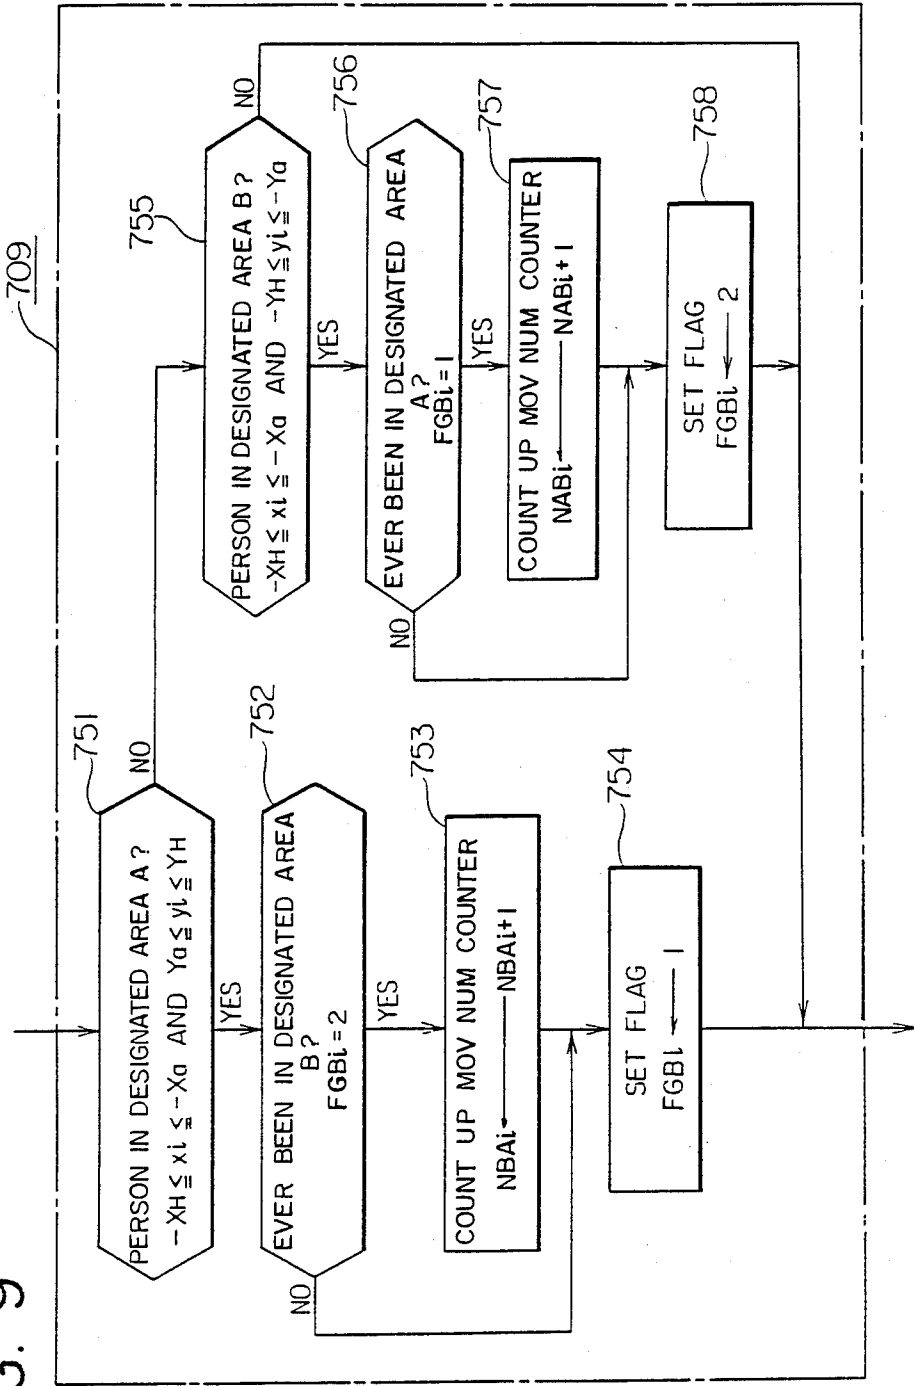 709
751
PERSON IN DESIGNATED AREA A?
-XH ≦ xi ≦ -Xa AND Ya ≦ yi ≦ YH
NO
YES
752
EVER BEEN IN DESIGNATED AREA
B?
FGBi = 2
NO
YES
753
COUNT UP MOV NUM COUNTER
NBAi ← NBAi+1
754
SET FLAG
FGBi ← 1
755
PERSON IN DESIGNATED AREA B?
-XH ≦ xi ≦ -Xa AND -YH ≦ yi ≦ -Ya
NO
YES
756
EVER BEEN IN DESIGNATED AREA
A?
FGBi = 1
NO
YES
757
COUNT UP MOV NUM COUNTER
NABi ← NABi+1
758
SET FLAG
FGBi ← 2